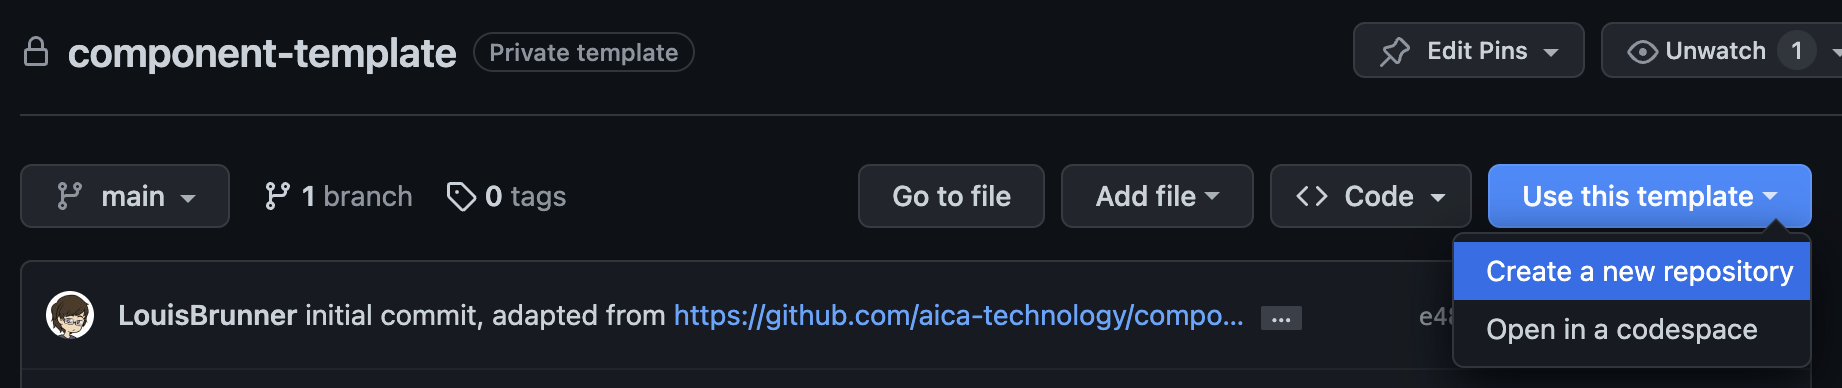 component-template Private template Edit Pins Unwatch 1
main 1 branch 0 tags Go to file Add file <> Code Use this template
Create a new repository
LouisBrunner initial commit, adapted from https://github.com/aica-technology/compo... ...
Open in a codespace